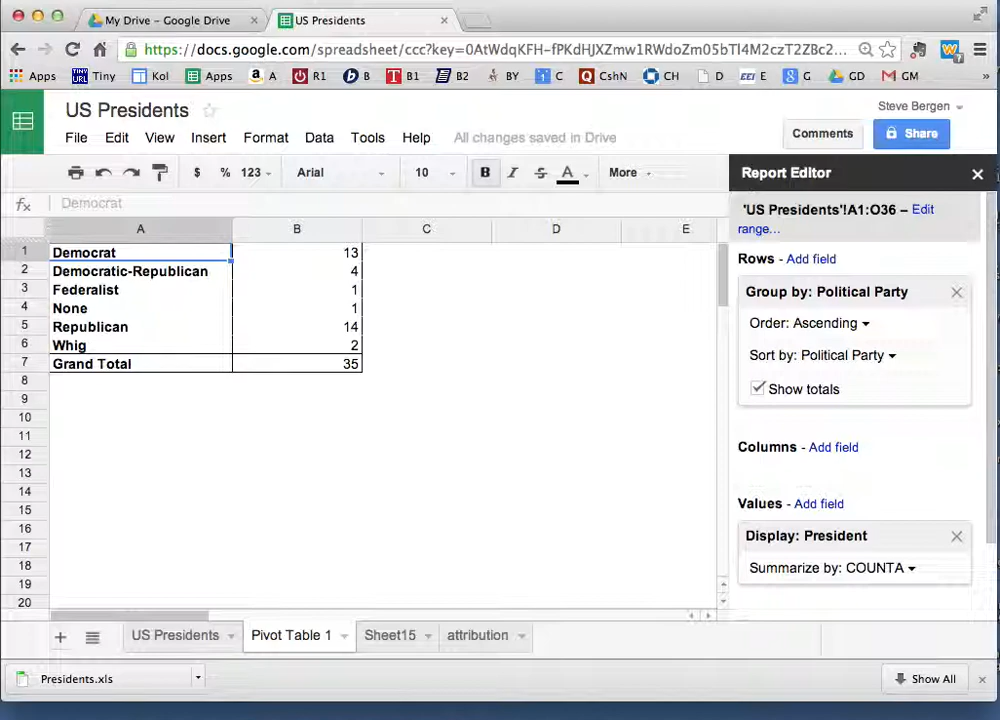 My Drive – Google Drive
US Presidents
https://docs.google.com/spreadsheet/ccc?key=0AtWdqKFH-fPKdHJXZmw1RWdoZm05bTl4M2czT2ZBc2...
Apps TINY URL Tiny Kol Apps a A R1 b B T B1 B2 BY 1 C Q CshN CH D EEI E 8 G GD GM »
US Presidents
Steve Bergen
File Edit View Insert Format Data Tools Help All changes saved in Drive
Comments Share
$ % 123 Arial 10 B I S A More
Report Editor
fx Democrat
'US Presidents'!A1:O36 – Edit
range...
A B C D E
1 Democrat 13
2 Democratic-Republican 4
3 Federalist 1
4 None 1
5 Republican 14
6 Whig 2
7 Grand Total 35
8
9
10
11
12
13
14
15
16
17
18
19
20
Rows - Add field
Group by: Political Party
Order: Ascending
Sort by: Political Party
Show totals
Columns - Add field
Values - Add field
Display: President
Summarize by: COUNTA
US Presidents Pivot Table 1 Sheet15 attribution
Presidents.xls
Show All